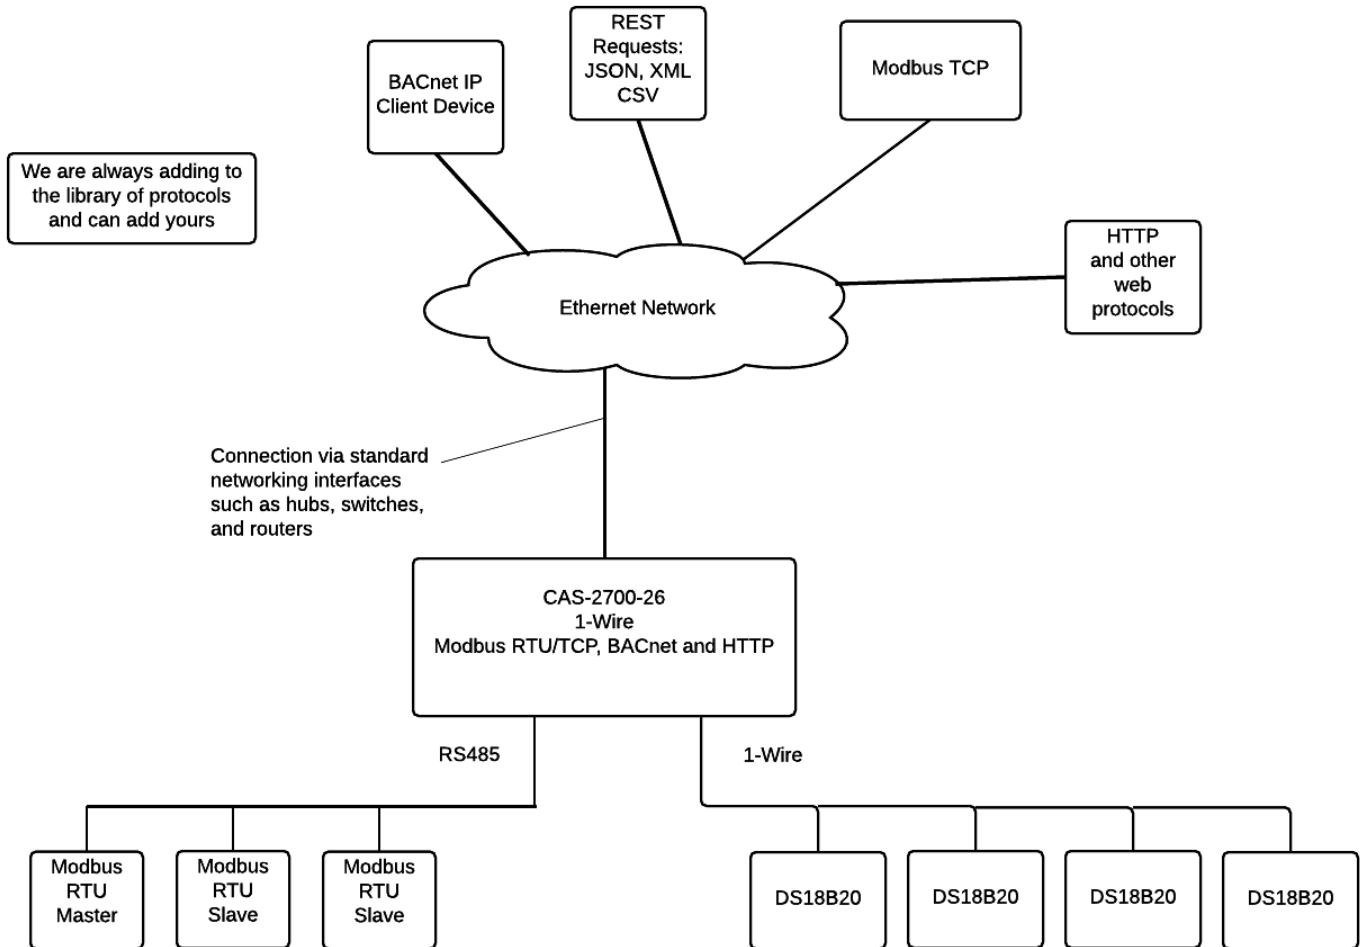 REST
Requests:
JSON, XML
CSV
BACnet IP
Client Device
Modbus TCP
We are always adding to
the library of protocols
and can add yours
HTTP
and other
web
protocols
Ethernet Network
Connection via standard
networking interfaces
such as hubs, switches,
and routers
CAS-2700-26
1-Wire
Modbus RTU/TCP, BACnet and HTTP
RS485
1-Wire
Modbus
RTU
Master
Modbus
RTU
Slave
Modbus
RTU
Slave
DS18B20
DS18B20
DS18B20
DS18B20